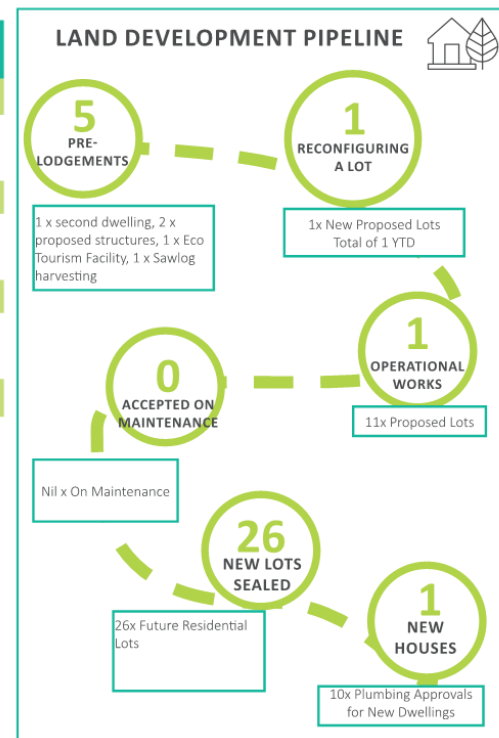 LAND DEVELOPMENT PIPELINE
5
PRE-
LODGEMENTS
1
RECONFIGURING
A LOT
1 x second dwelling, 2 x
proposed structures, 1 x Eco
Tourism Facility, 1 x Sawlog
harvesting
1x New Proposed Lots
Total of 1 YTD
1
OPERATIONAL
WORKS
11x Proposed Lots
0
ACCEPTED ON
MAINTENANCE
Nil x On Maintenance
26
NEW LOTS
SEALED
26x Future Residential
Lots
1
NEW
HOUSES
10x Plumbing Approvals
for New Dwellings